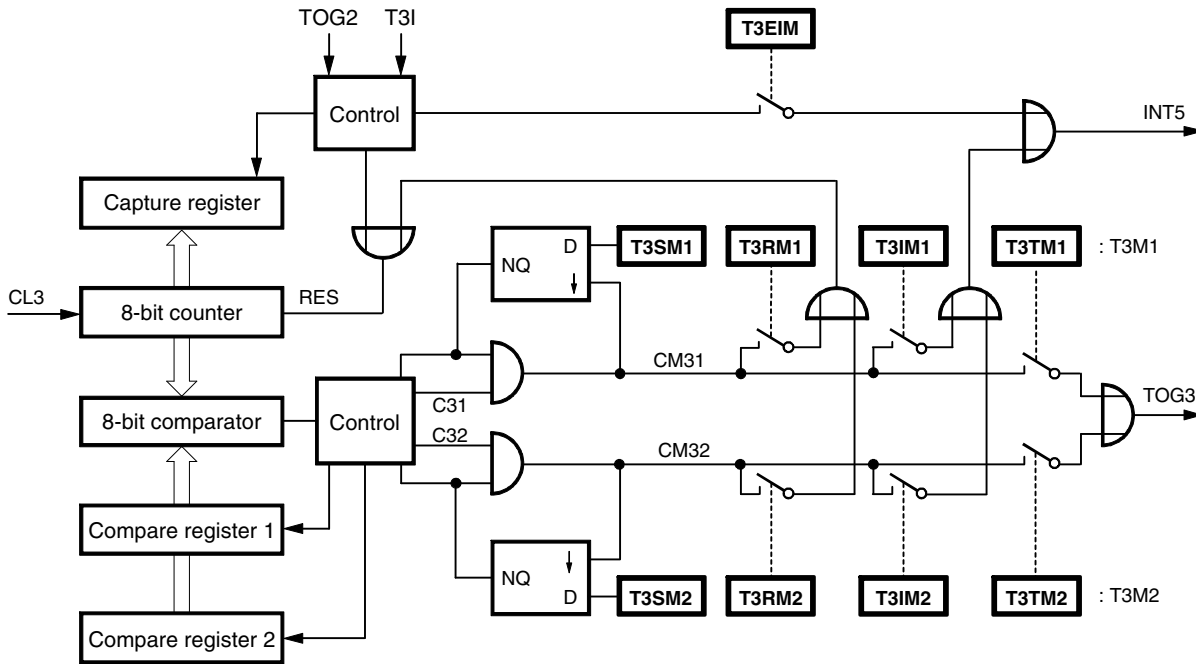 TOG2 T3I
T3EIM
Control
INT5
Capture register
D T3SM1 T3RM1 T3IM1 T3TM1 : T3M1
NQ
CL3 8-bit counter RES
CM31
C31
8-bit comparator Control
C32
TOG3
CM32
Compare register 1
NQ
D T3SM2 T3RM2 T3IM2 T3TM2 : T3M2
Compare register 2